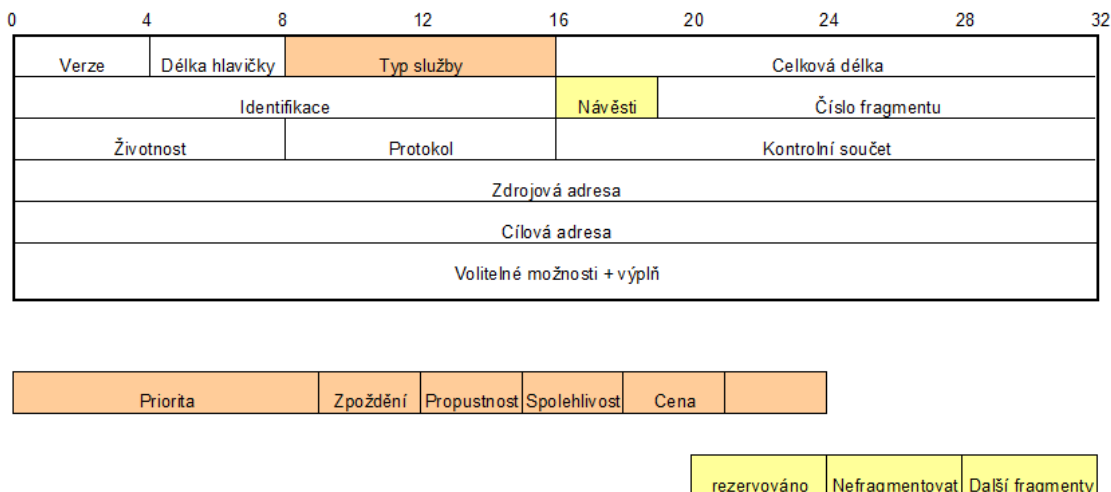 0 4 8 12 16 20 24 28 32
Verze Délka hlavičky Typ služby Celková délka
Identifikace Návěsti Číslo fragmentu
Životnost Protokol Kontrolní součet
Zdrojová adresa
Cílová adresa
Volitelné možnosti + výplň
Priorita Zpoždění Propustnost Spolehlivost Cena
rezervováno Nefragmentovat Další fragmenty